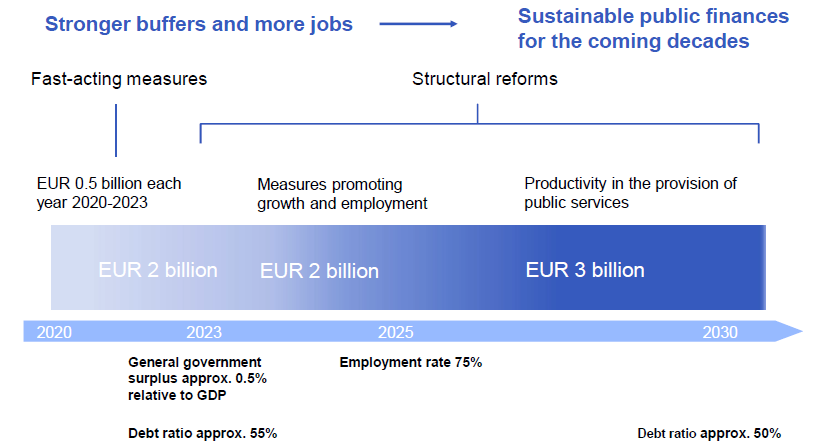 Stronger buffers and more jobs
Sustainable public finances
for the coming decades
Fast-acting measures
Structural reforms
EUR 0.5 billion each
year 2020-2023
Measures promoting
growth and employment
Productivity in the provision of
public services
EUR 2 billion
EUR 2 billion
EUR 3 billion
2020
2023
2025
2030
General government
surplus approx. 0.5%
relative to GDP
Employment rate 75%
Debt ratio approx. 55%
Debt ratio approx. 50%